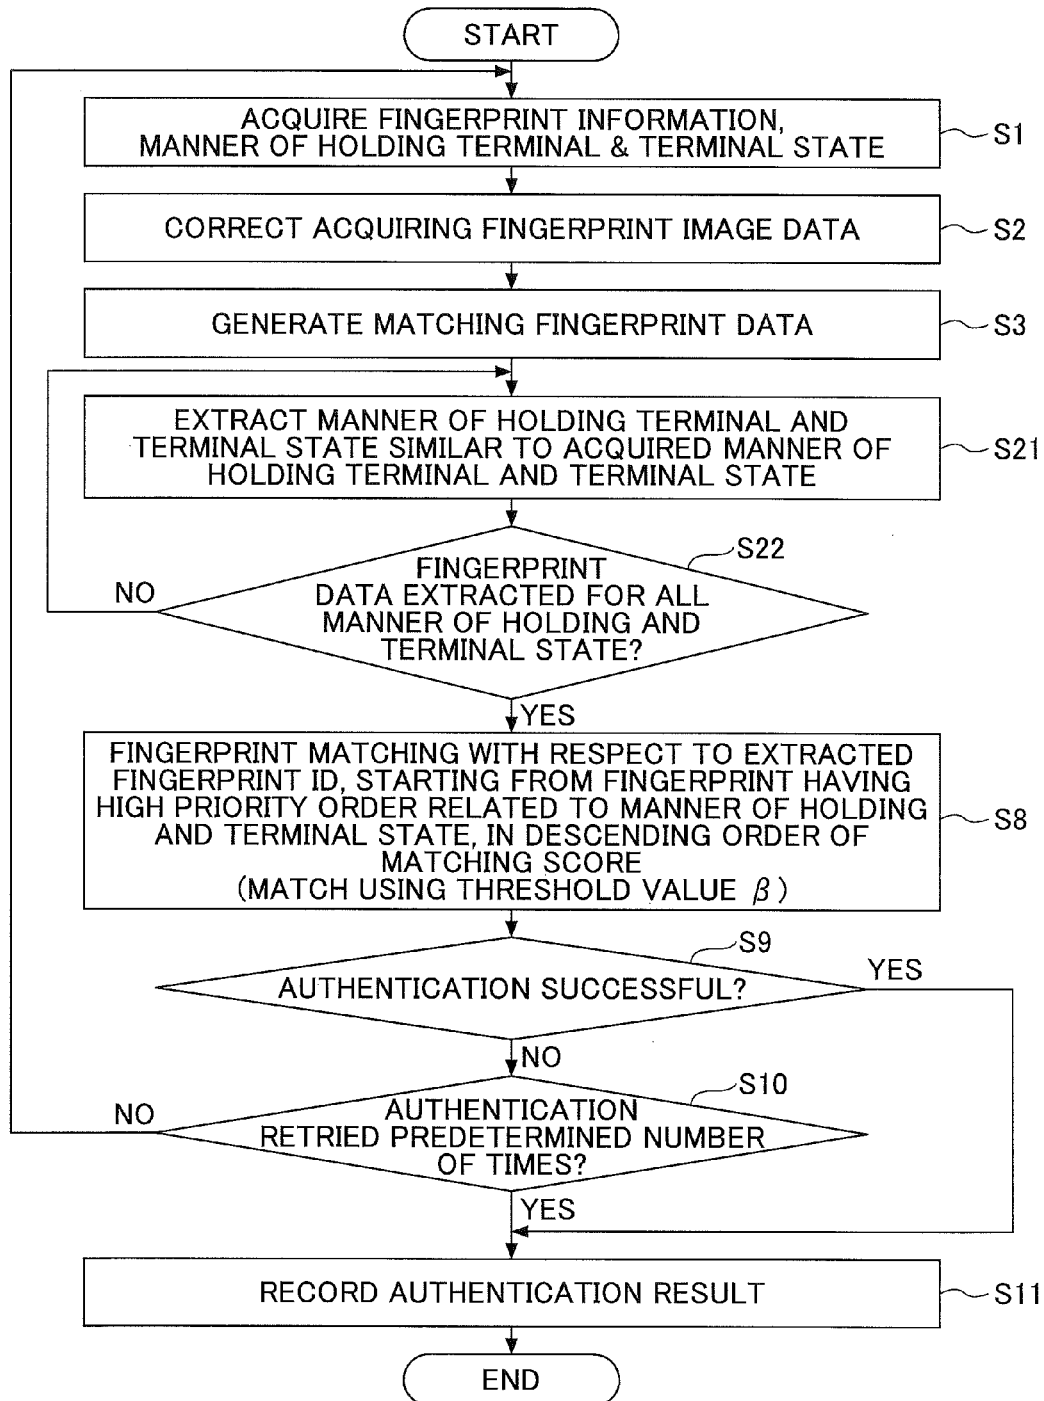 START
ACQUIRE FINGERPRINT INFORMATION,
MANNER OF HOLDING TERMINAL & TERMINAL STATE
S1
CORRECT ACQUIRING FINGERPRINT IMAGE DATA
S2
GENERATE MATCHING FINGERPRINT DATA
S3
EXTRACT MANNER OF HOLDING TERMINAL AND
TERMINAL STATE SIMILAR TO ACQUIRED MANNER OF
HOLDING TERMINAL AND TERMINAL STATE
S21
S22
NO
FINGERPRINT
DATA EXTRACTED FOR ALL
MANNER OF HOLDING AND
TERMINAL STATE?
YES
FINGERPRINT MATCHING WITH RESPECT TO EXTRACTED
FINGERPRINT ID, STARTING FROM FINGERPRINT HAVING
HIGH PRIORITY ORDER RELATED TO MANNER OF HOLDING
AND TERMINAL STATE, IN DESCENDING ORDER OF
MATCHING SCORE
(MATCH USING THRESHOLD VALUE β)
S8
S9
AUTHENTICATION SUCCESSFUL?
YES
NO
S10
NO
AUTHENTICATION
RETRIED PREDETERMINED NUMBER
OF TIMES?
YES
RECORD AUTHENTICATION RESULT
S11
END